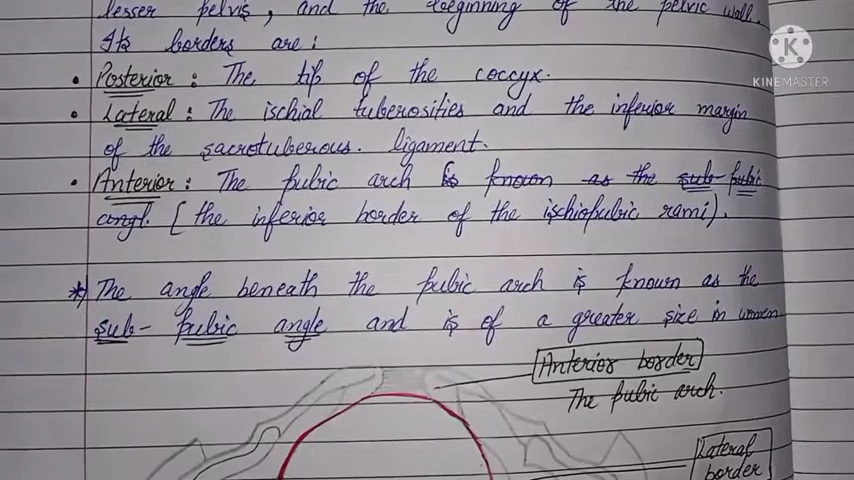 lesser pelvis, and the beginning of the pelvic wall.
Its borders are:
• Posterior: The tip of the coccyx.
• Lateral: The ischial tuberosities and the inferior margin
of the sacrotuberous. ligament.
• Anterior: The pubic arch is known as the sub-pubic
angl. [the inferior border of the ischiopubic rami).
*) The angle beneath the pubic arch is known as the
sub-pubic angle and is of a greater size in women
Anterior border
The pubic arch.
Lateral
border
K
KINEMASTER